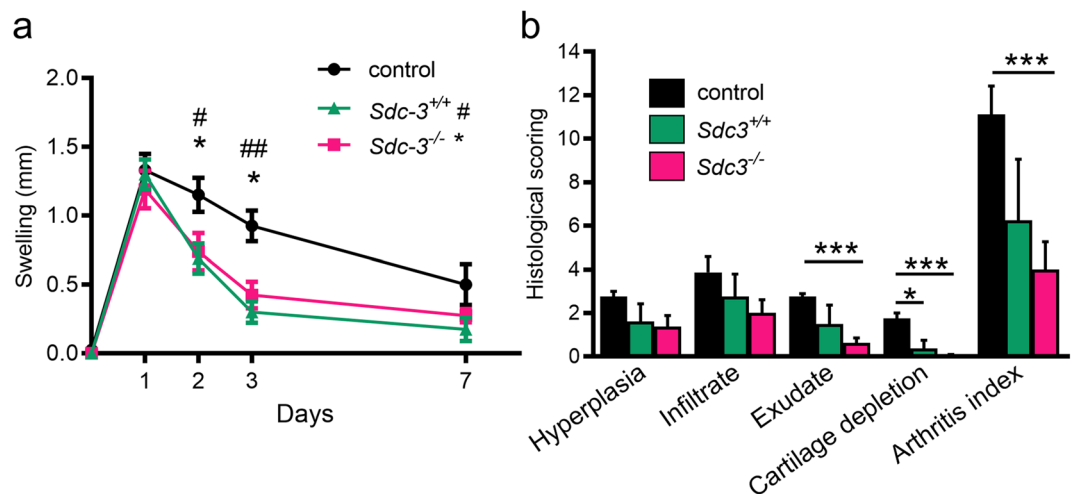 a
control
Sdc-3+/+ #
Sdc-3-/- *
2.0
1.5
1.0
0.5
0.0
Swelling (mm)
#
*
##
*
1
2
3
7
Days
b
control
Sdc3+/+
Sdc3-/-
14
12
10
8
6
4
2
0
Histological scoring
***
***
*
***
Hyperplasia
Infiltrate
Exudate
Cartilage depletion
Arthritis index